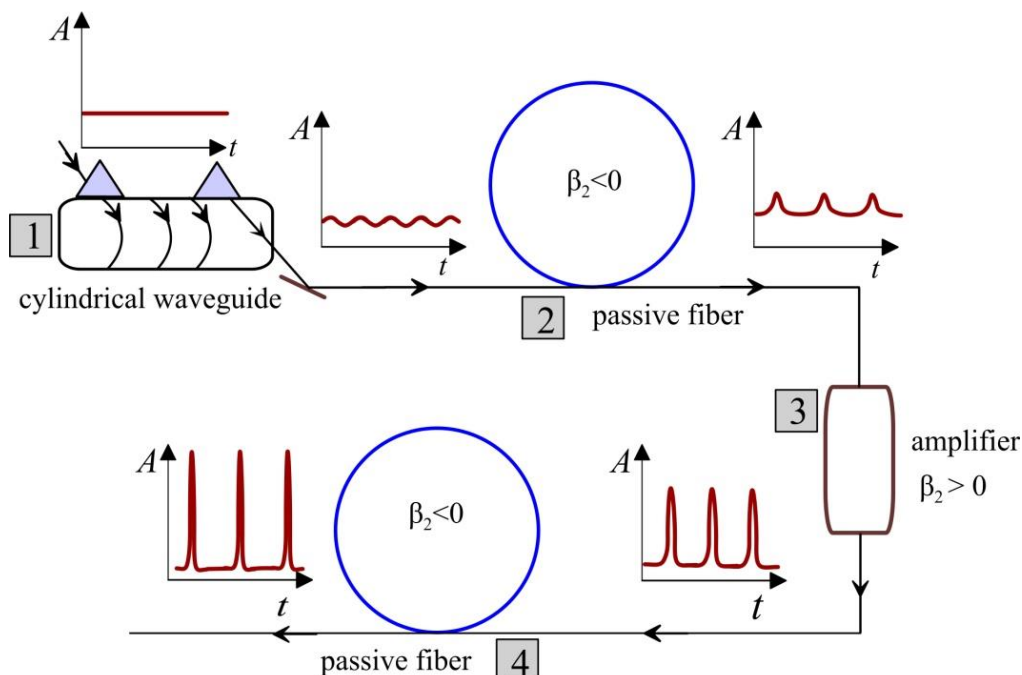 A
t
1
cylindrical waveguide
A
t
β₂<0
2
passive fiber
A
t
3
amplifier
β₂ > 0
A
t
4
β₂<0
passive fiber
A
t